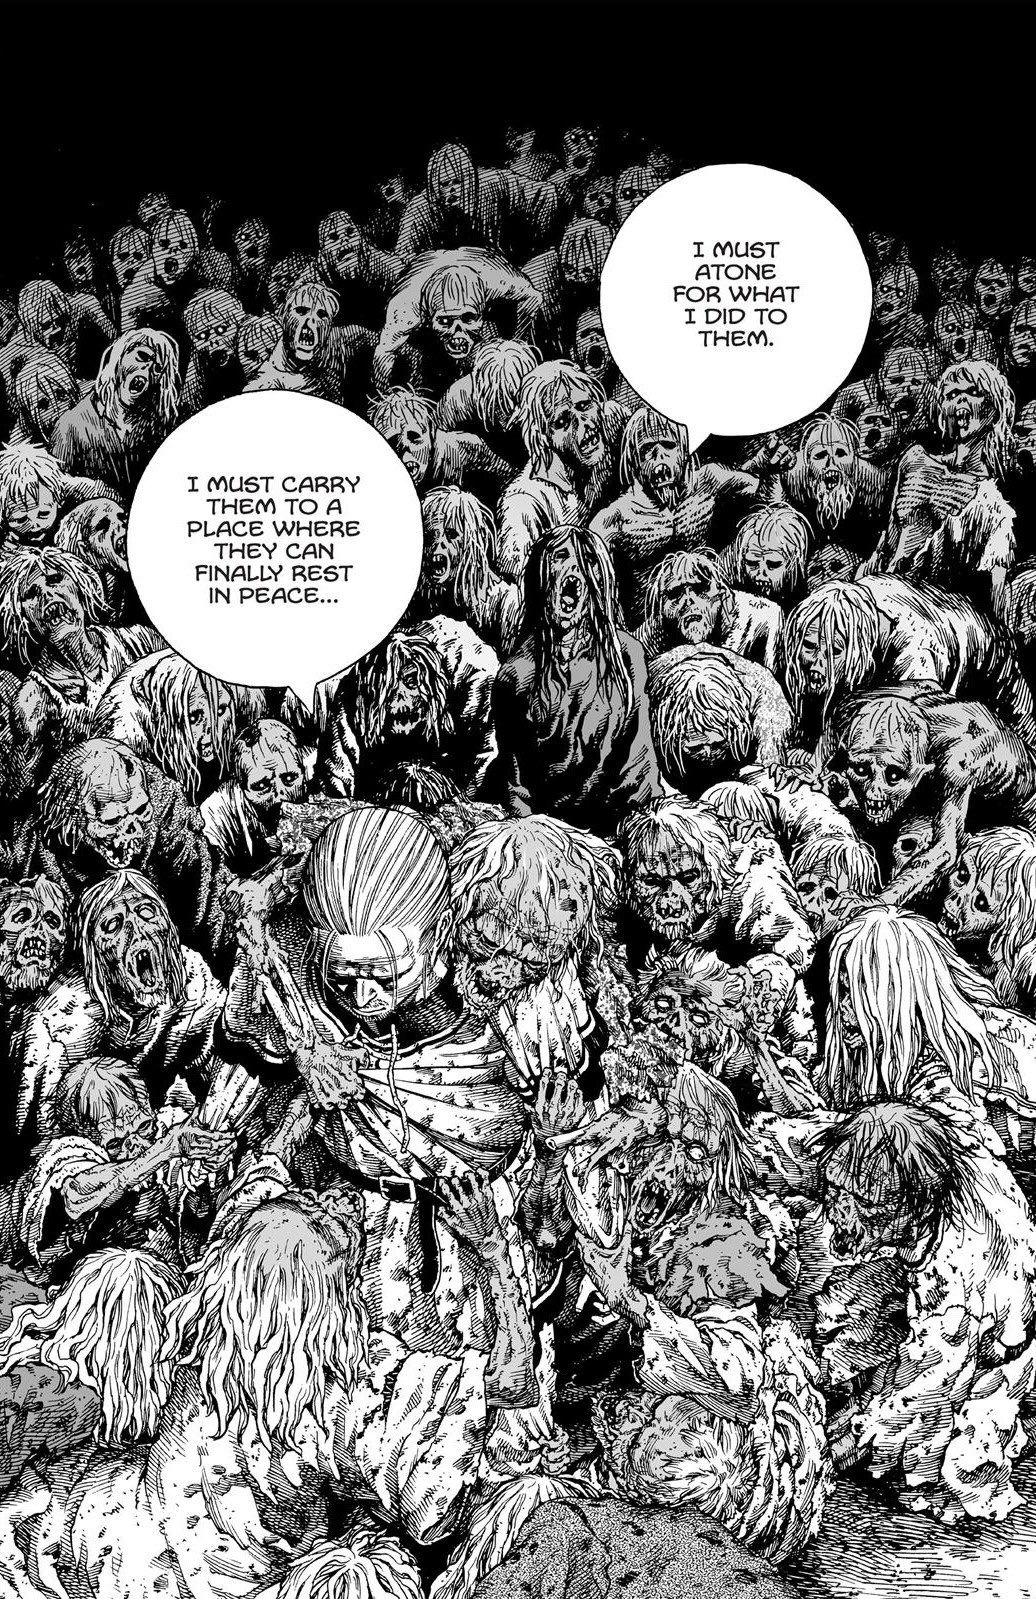 I MUST
ATONE
FOR WHAT
I DID TO
THEM.
I MUST CARRY
THEM TO A
PLACE WHERE
THEY CAN
FINALLY REST
IN PEACE...